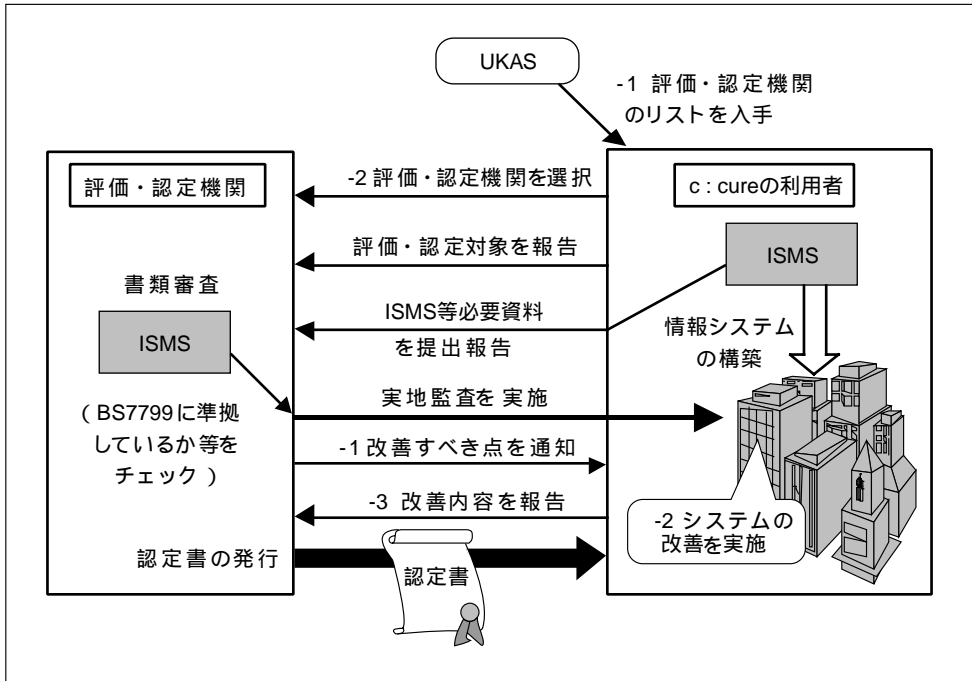 UKAS
-1 評価・認定機関
のリストを入手
評価・認定機関
c : cureの利用者
-2 評価・認定機関を選択
評価・認定対象を報告
ISMS
書類審査
ISMS等必要資料
を提出報告
ISMS
情報システム
の構築
（BS7799に準拠
しているか等を
チェック）
実地監査を実施
-1 改善すべき点を通知
-3 改善内容を報告
-2 システムの
改善を実施
認定書の発行
認定書